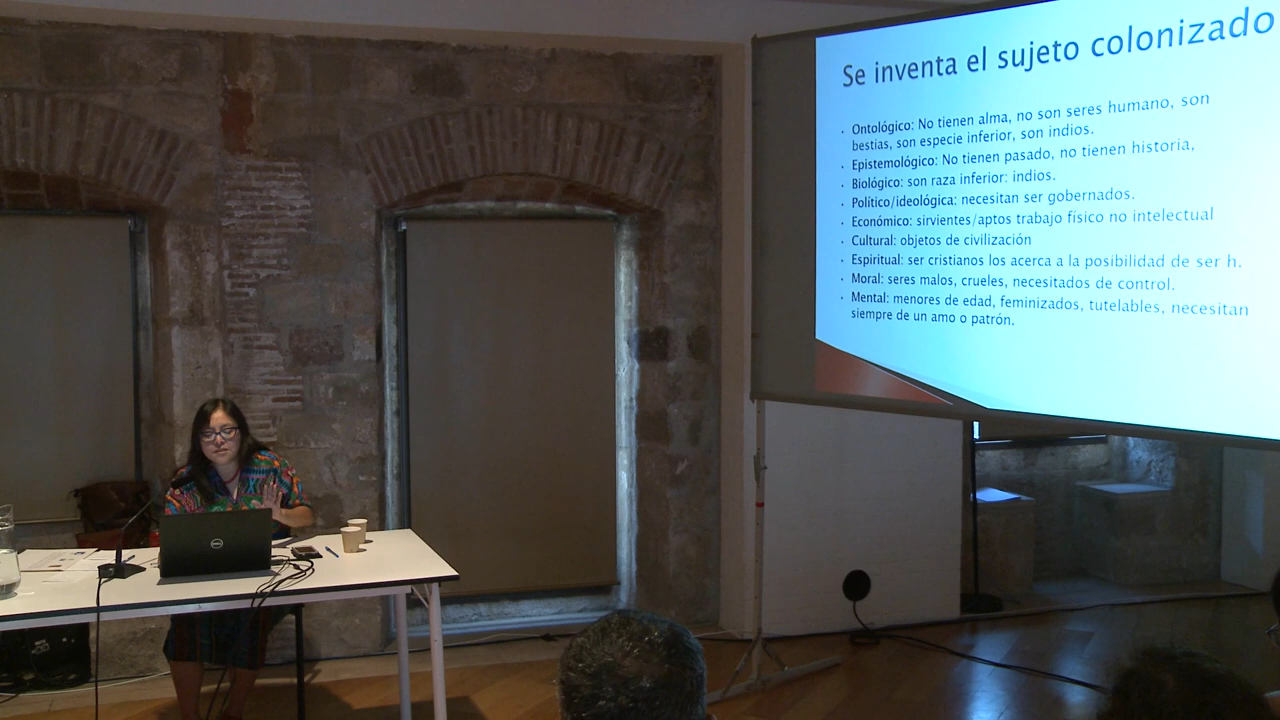 Se inventa el sujeto colonizado
· Ontológico: No tienen alma, no son seres humano, son
bestias, son especie inferior, son indios.
· Epistemológico: No tienen pasado, no tienen historia,
· Biológico: son raza inferior: indios.
· Político/ideológica: necesitan ser gobernados.
· Económico: sirvientes/aptos trabajo físico no intelectual
· Cultural: objetos de civilización
· Espiritual: ser cristianos los acerca a la posibilidad de ser h.
· Moral: seres malos, crueles, necesitados de control.
· Mental: menores de edad, feminizados, tutelables, necesitan
siempre de un amo o patrón.
DELL